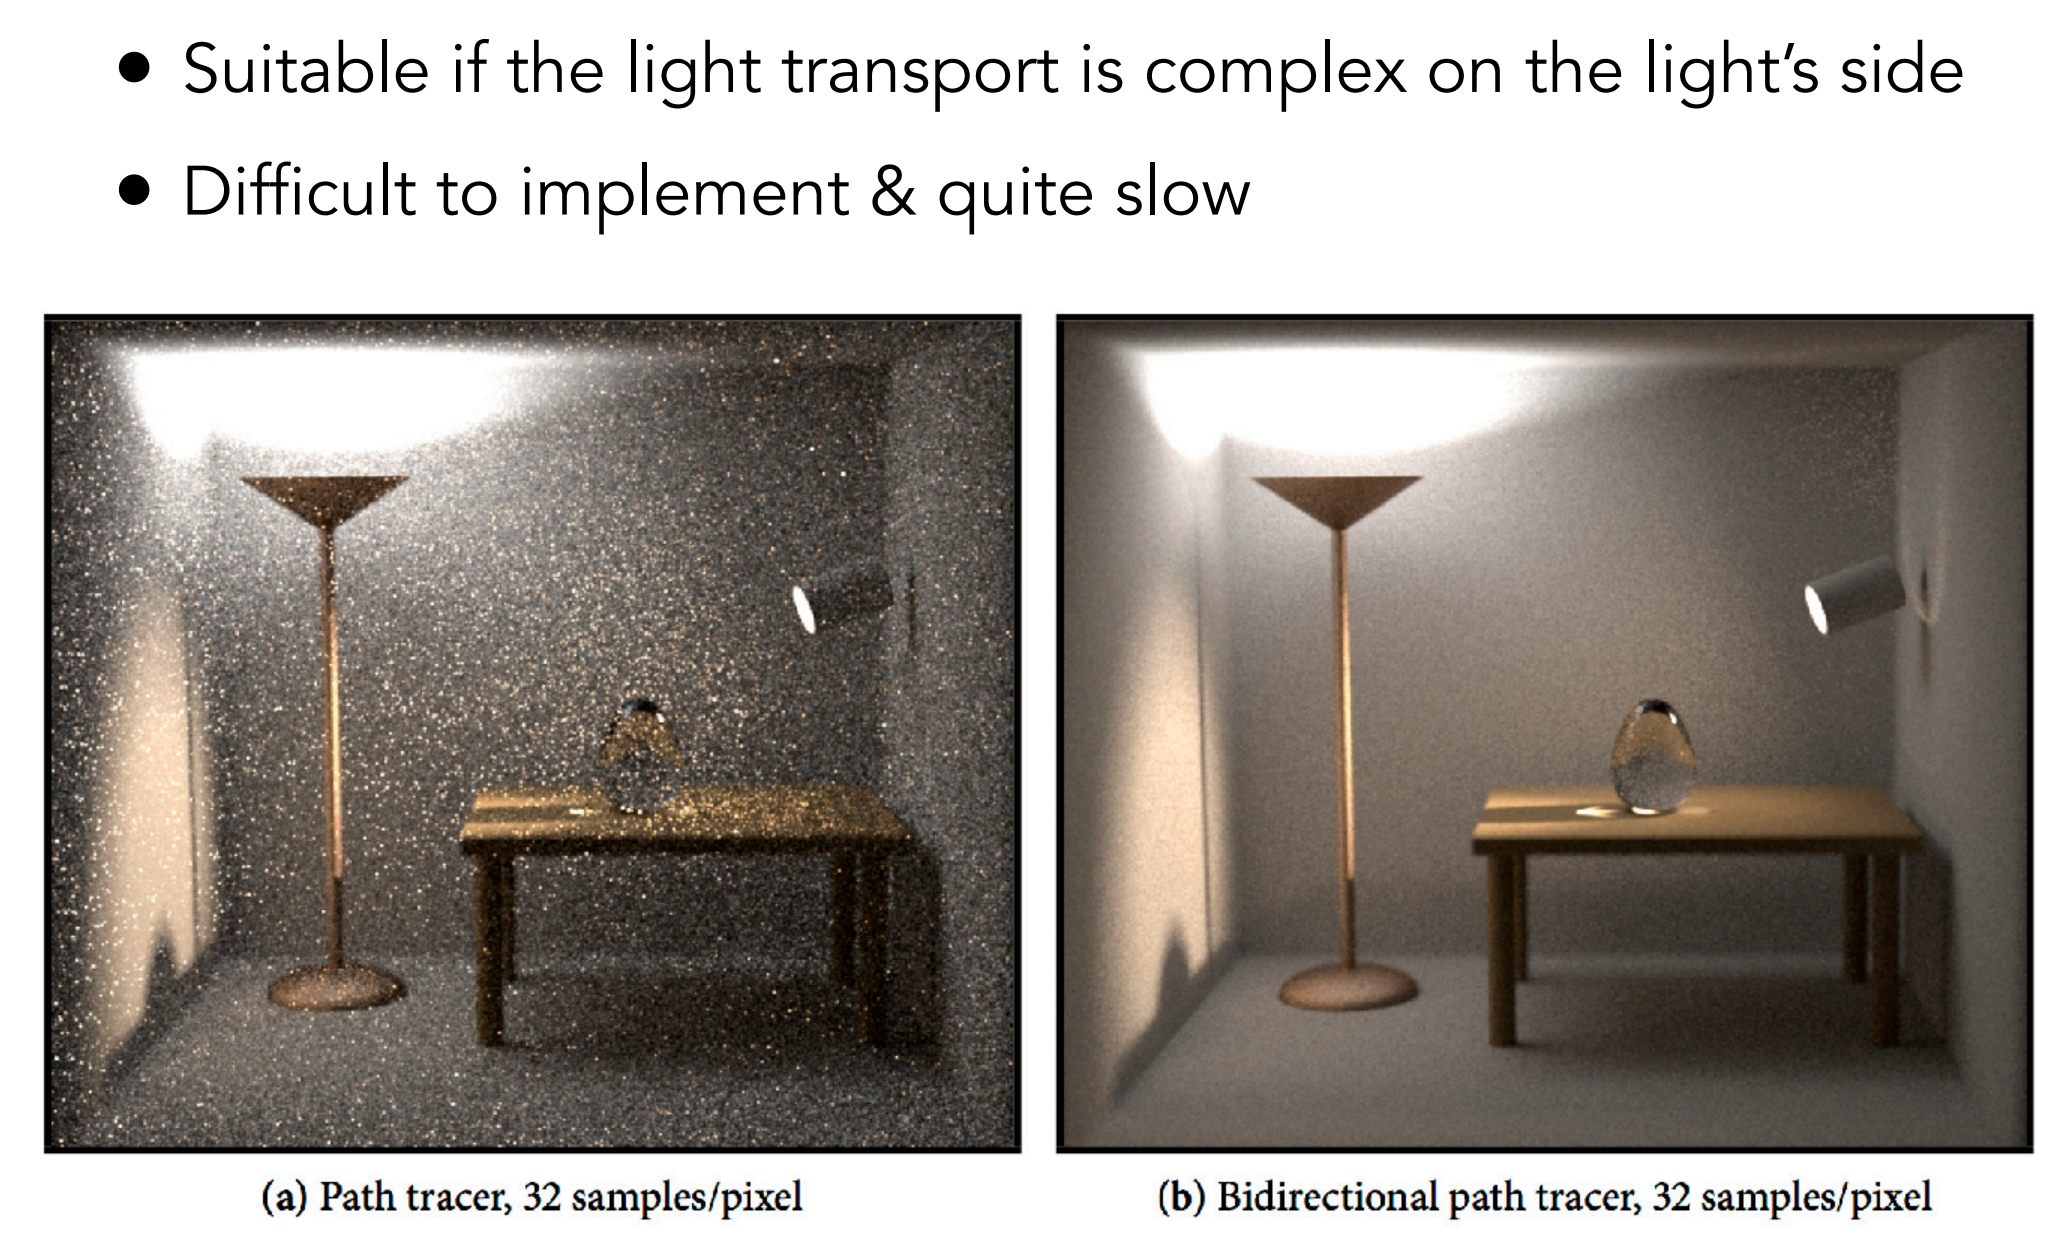 • Suitable if the light transport is complex on the light’s side
• Difficult to implement & quite slow
(a) Path tracer, 32 samples/pixel
(b) Bidirectional path tracer, 32 samples/pixel